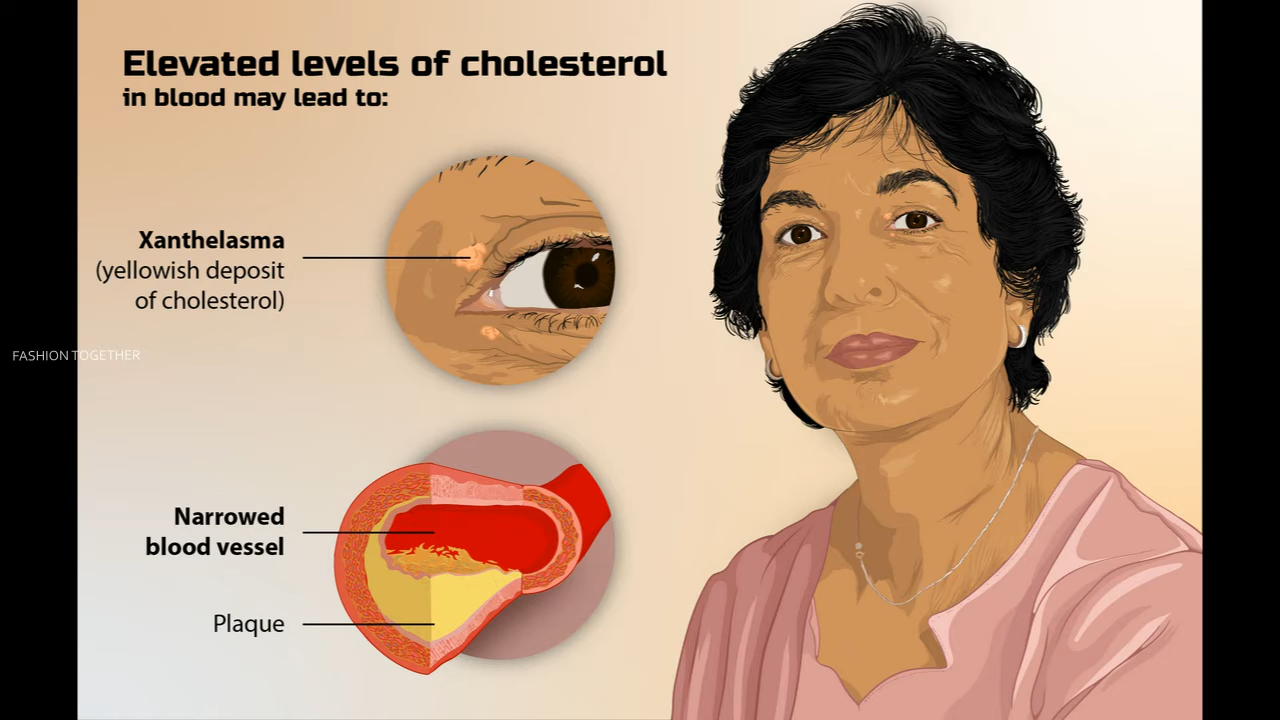 Elevated levels of cholesterol
in blood may lead to:
Xanthelasma
(yellowish deposit
of cholesterol)
FASHION TOGETHER
Narrowed
blood vessel
Plaque